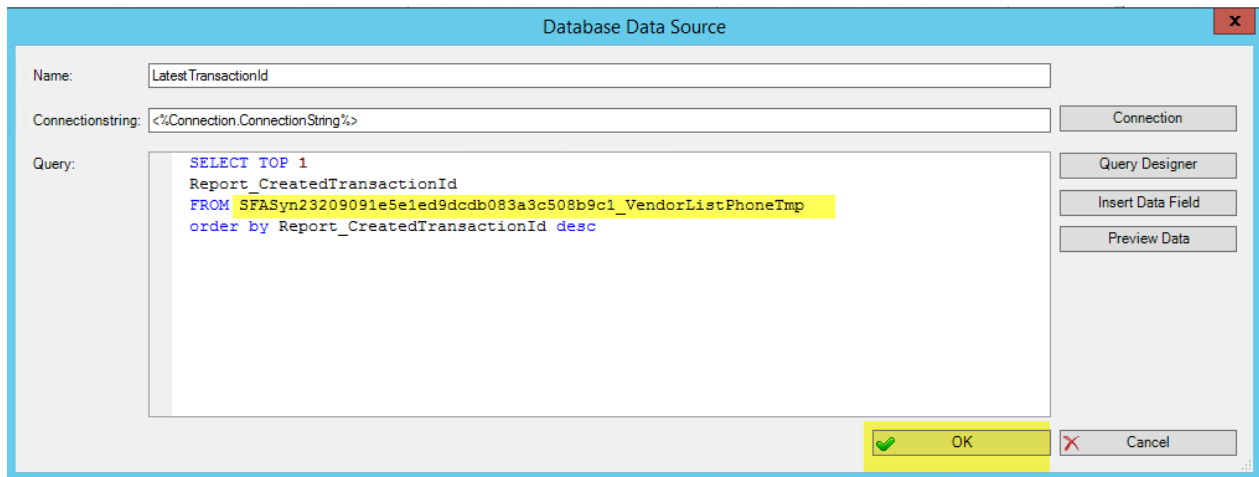 Database Data Source
x
Name:
LatestTransactionId
Connectionstring:
<%Connection.ConnectionString%>
Connection
Query:
SELECT TOP 1
Report_CreatedTransactionId
FROM SFASyn23209091e5e1ed9dcdb083a3c508b9c1_VendorListPhoneTmp
order by Report_CreatedTransactionId desc
Query Designer
Insert Data Field
Preview Data
OK
Cancel